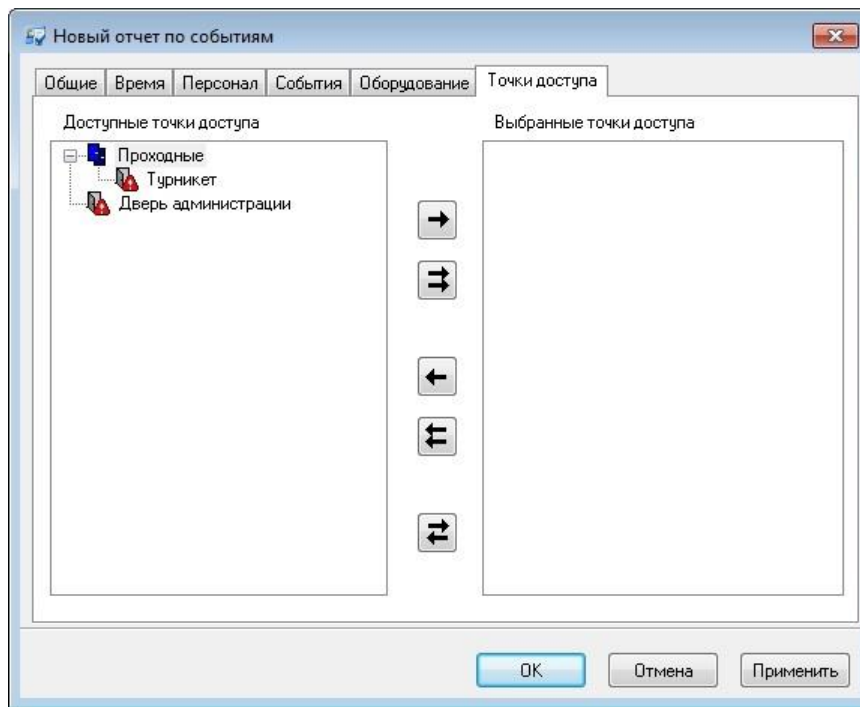 Новый отчет по событиям
Общие Время Персонал События Оборудование Точки доступа
Доступные точки доступа Выбранные точки доступа
Проходные
Турникет
Дверь администрации
OK Отмена Применить